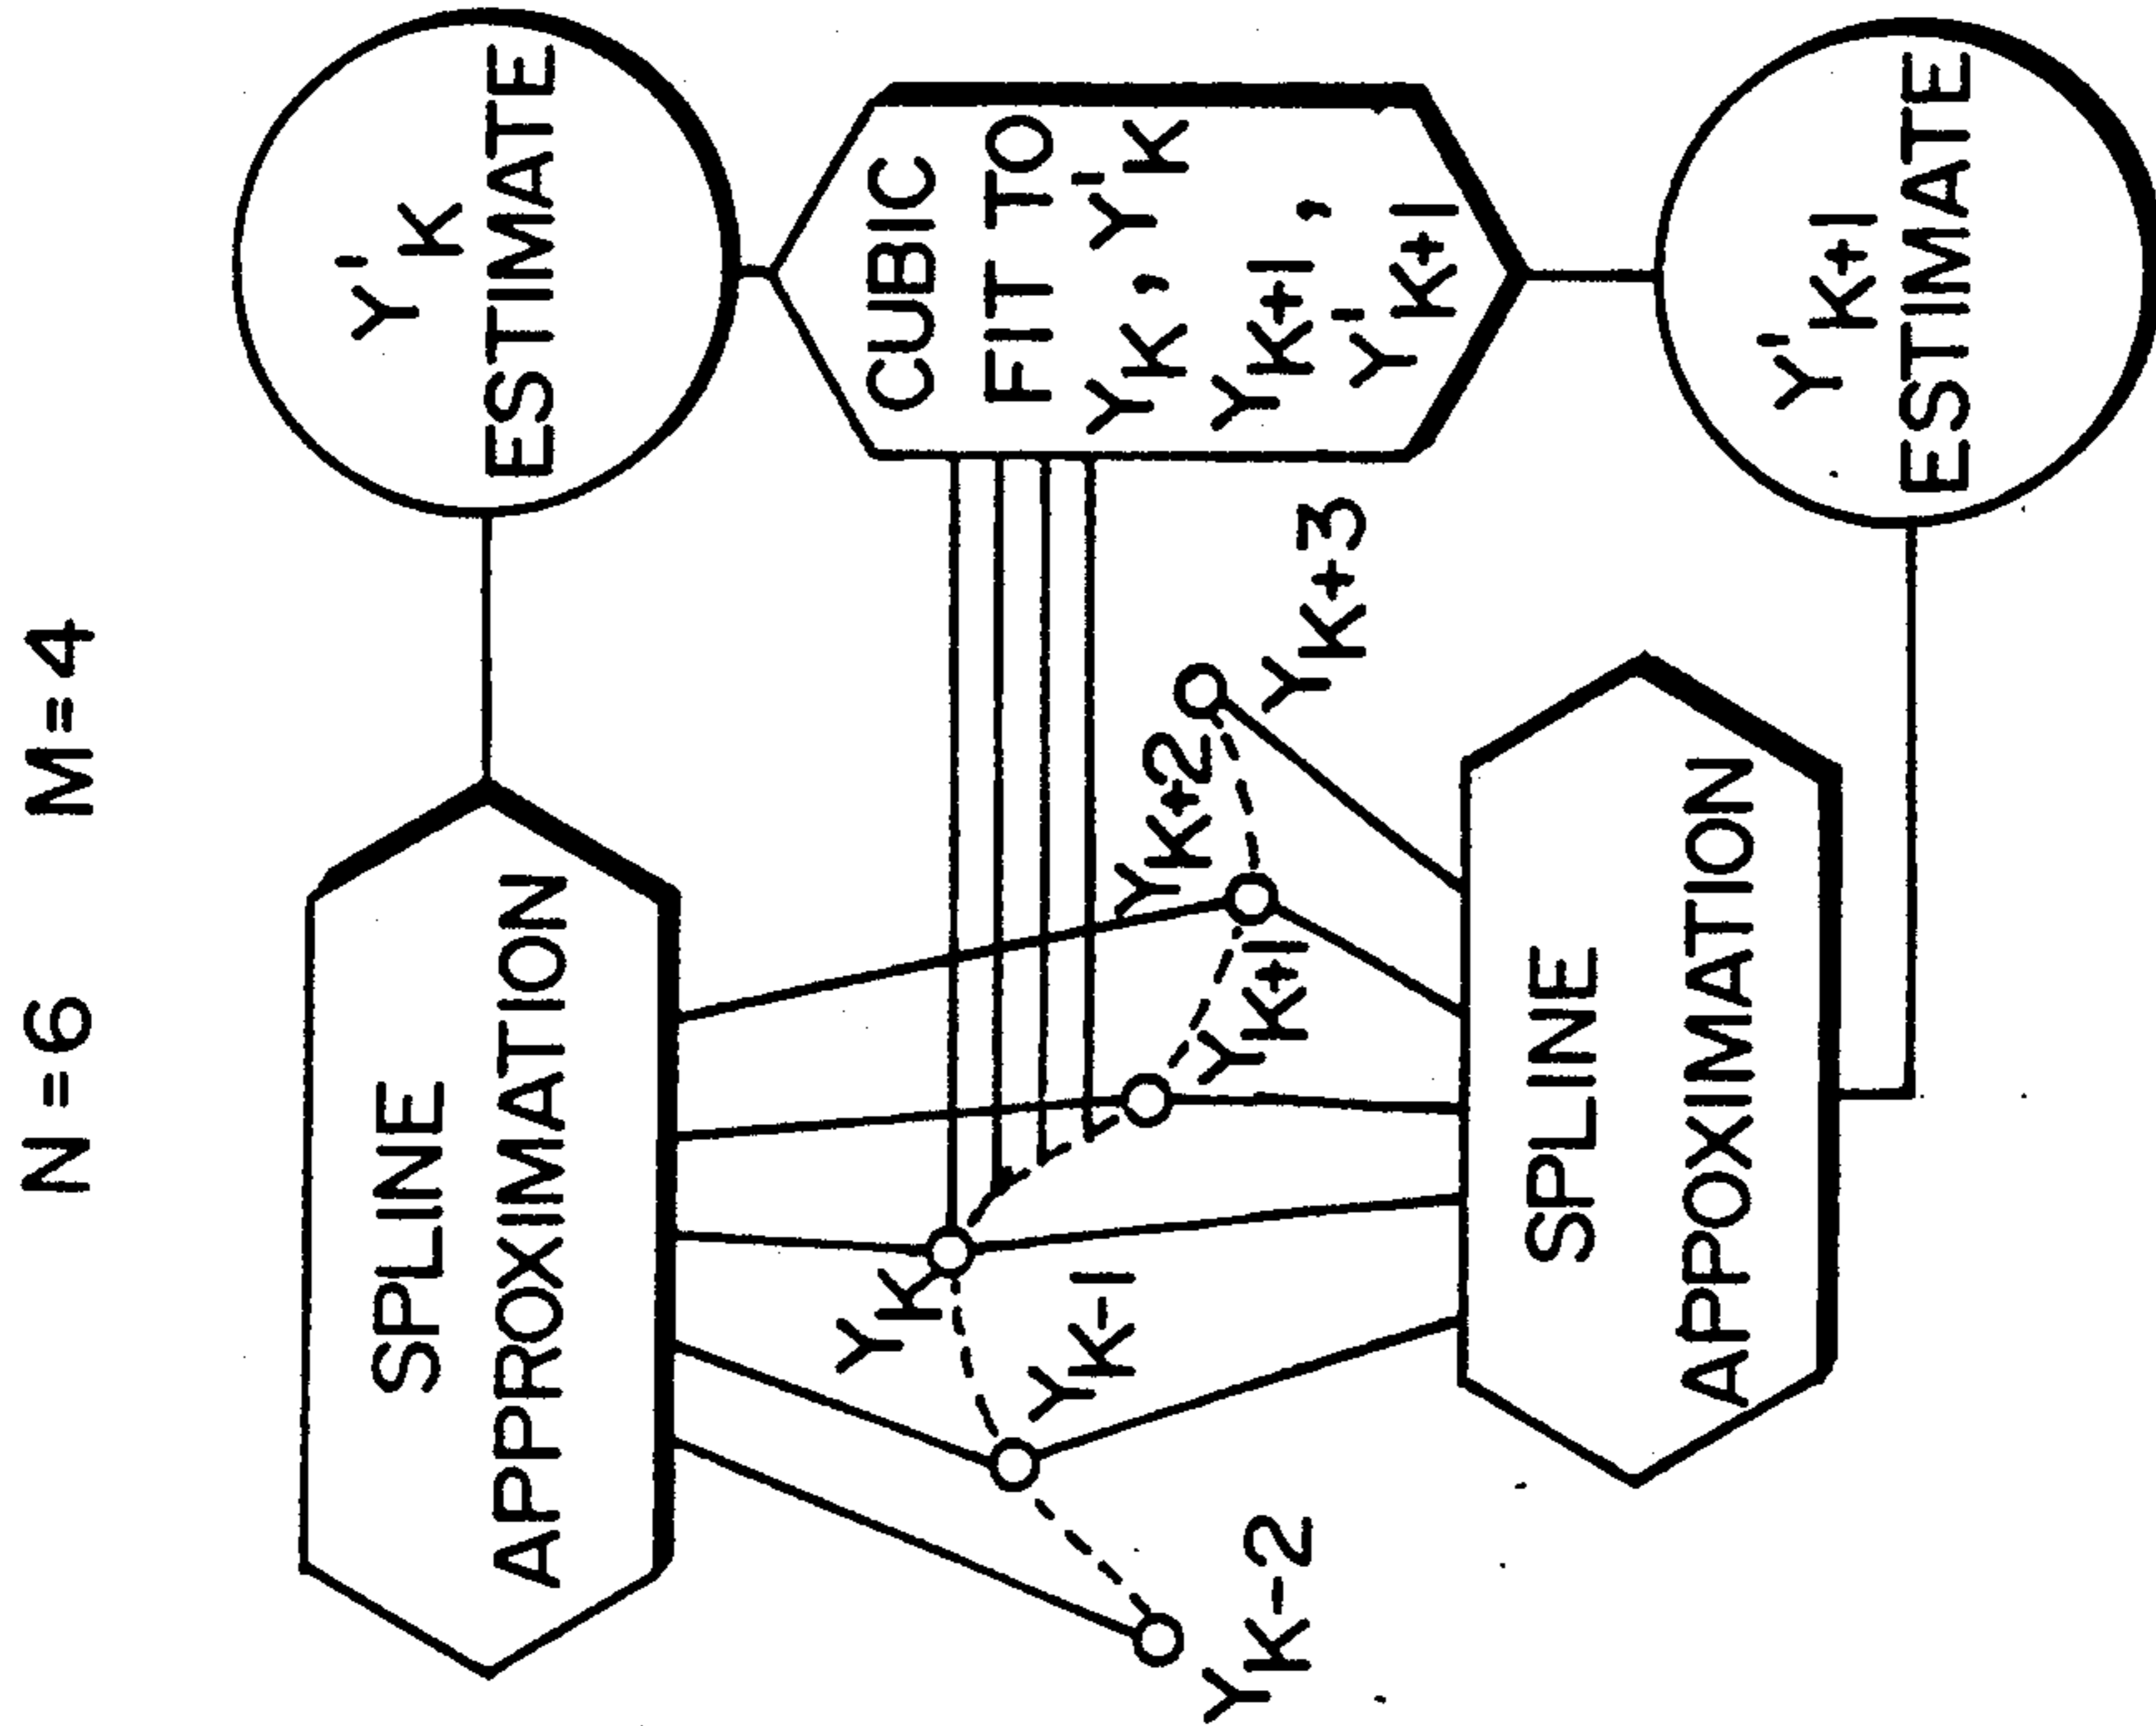 N=6 M=4
SPLINE
APPROXIMATION
Y'K
ESTIMATE
YK
YK-1
YK-2
YK+1
YK+2
YK+3
CUBIC
FIT TO
YK, Y'K
YK+1,
Y'K+1
SPLINE
APPROXIMATION
Y'K+1
ESTIMATE